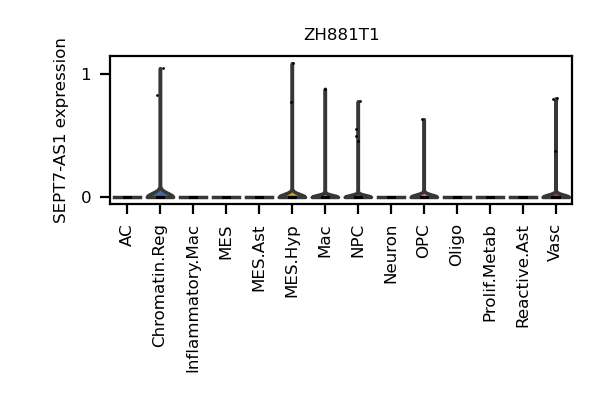 ZH881T1
SEPT7-AS1 expression
1
0
AC
Chromatin.Reg
Inflammatory.Mac
MES
MES.Ast
MES.Hyp
Mac
NPC
Neuron
OPC
Oligo
Prolif.Metab
Reactive.Ast
Vasc